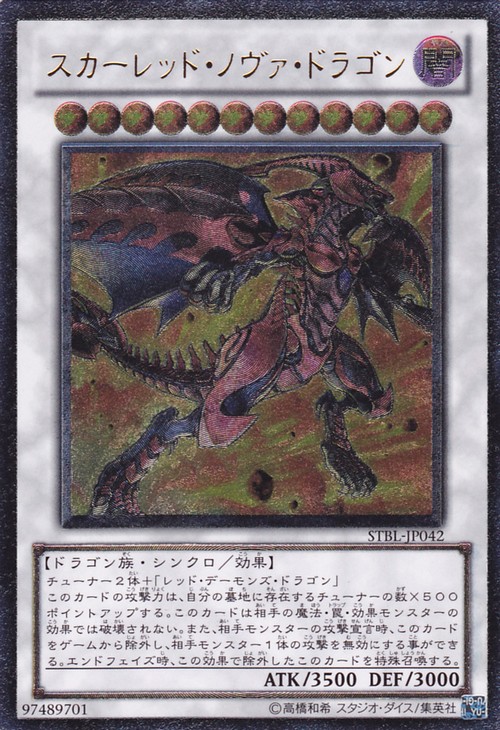 スカーレッド・ノヴァ・ドラゴン
闇
STBL-JP042
【ドラゴン族・シンクロ/効果】
チューナー2体+「レッド・デーモンズ・ドラゴン」
このカードの攻撃力は、自分の墓地に存在するチューナーの数×500
ポイントアップする。このカードは相手の魔法・罠・効果モンスターの
効果では破壊されない。また、相手モンスターの攻撃宣言時、このカード
をゲームから除外し、相手モンスター1体の攻撃を無効にする事ができ
る。エンドフェイズ時、この効果で除外したこのカードを特殊召喚する。
ATK/3500 DEF/3000
97489701
©高橋和希 スタジオ・ダイス/集英社